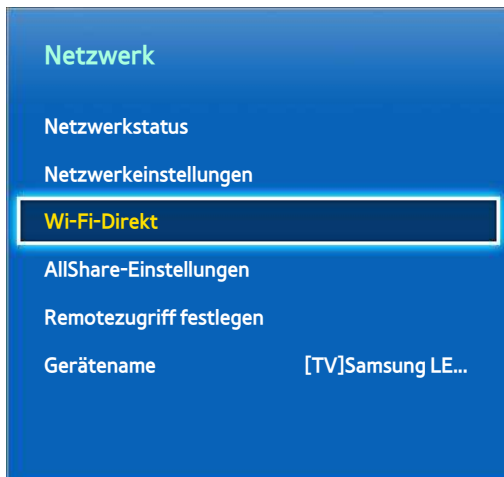 Netzwerk
Netzwerkstatus
Netzwerkeinstellungen
Wi-Fi-Direkt
AllShare-Einstellungen
Remotezugriff festlegen
Gerätename [TV]Samsung LE...